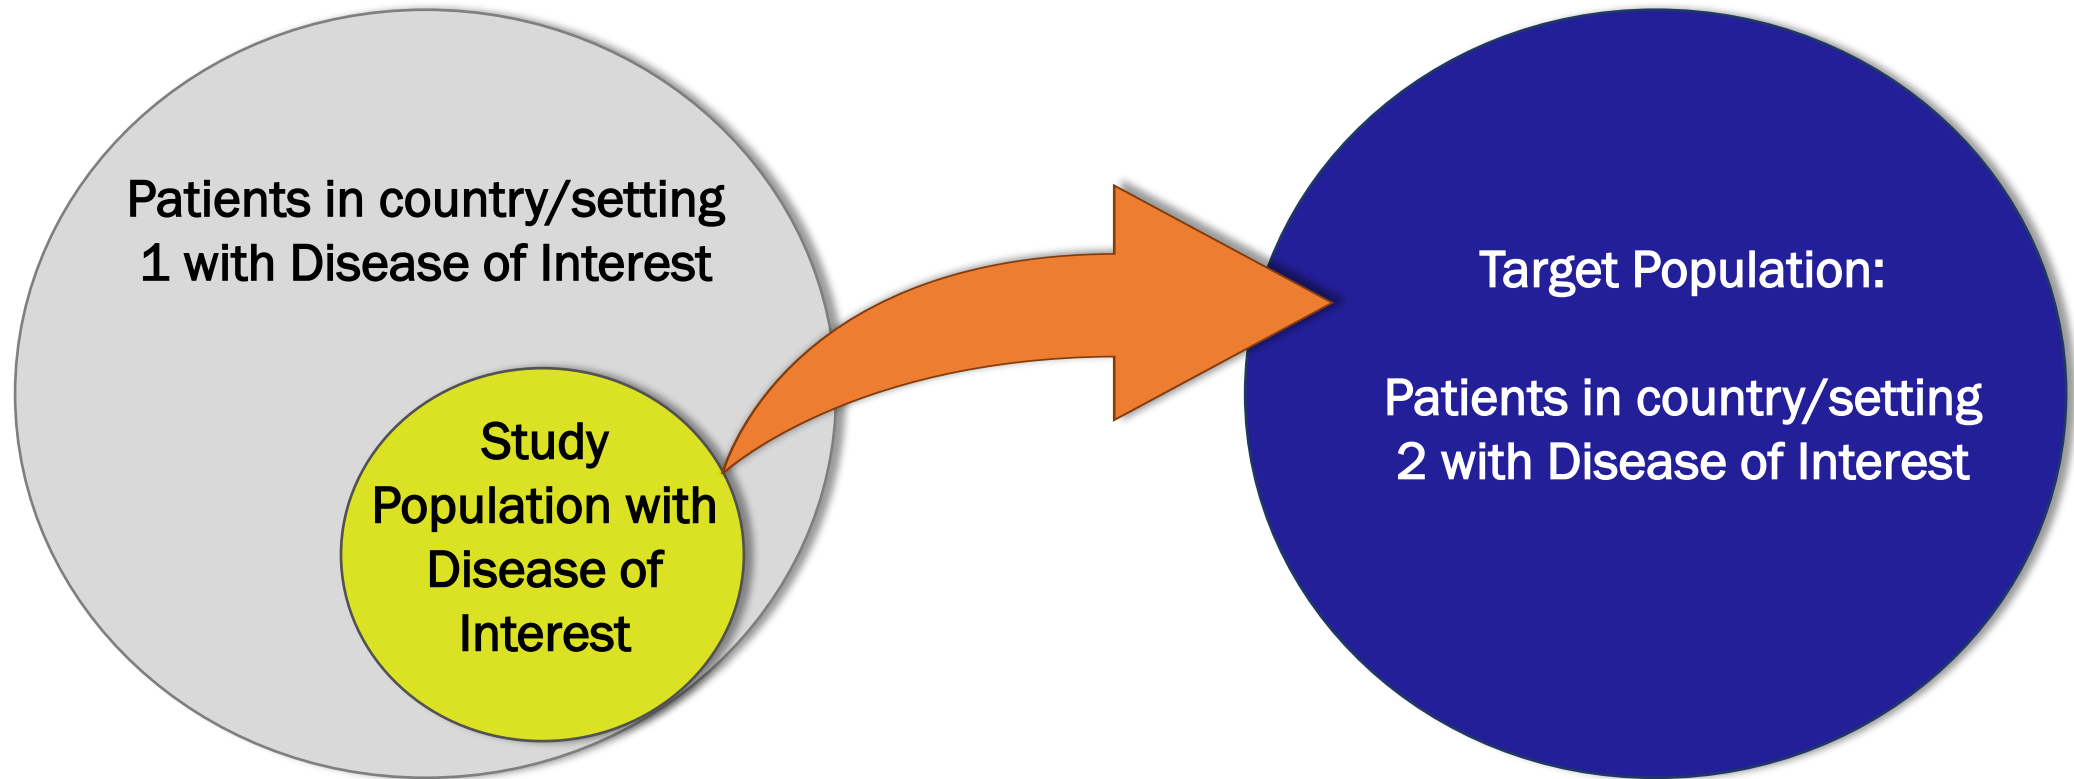 Patients in country/setting
1 with Disease of Interest
Study
Population with
Disease of
Interest
Target Population:
Patients in country/setting
2 with Disease of Interest